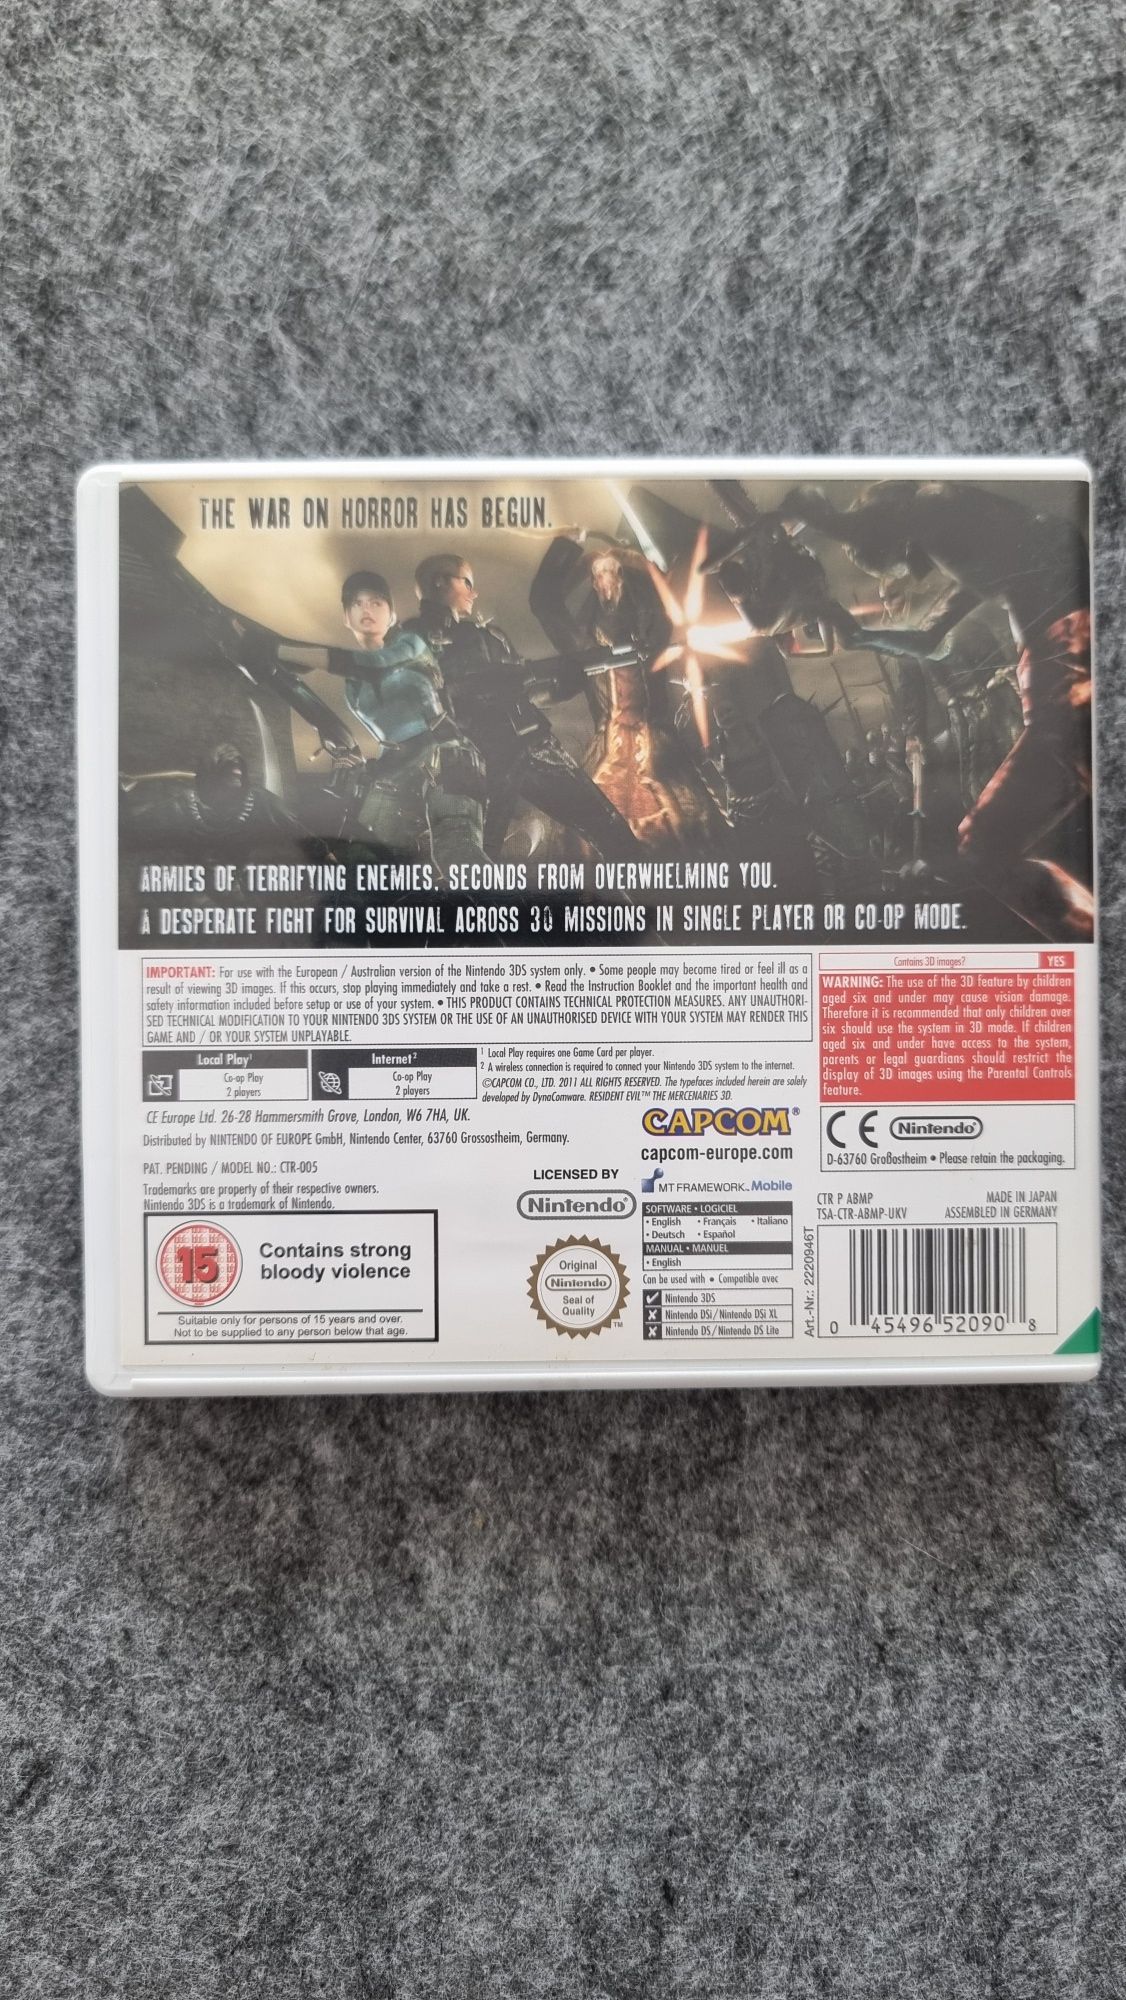 THE WAR ON HORROR HAS BEGUN.
ARMIES OF TERRIFYING ENEMIES, SECONDS FROM OVERWHELMING YOU.
A DESPERATE FIGHT FOR SURVIVAL ACROSS 30 MISSIONS IN SINGLE PLAYER OR CO-OP MODE.
IMPORTANT: For use with the European / Australian version of the Nintendo 3DS system only. • Some people may become tired or feel ill as a
result of viewing 3D images. If this occurs, stop playing immediately and take a rest. • Read the Instruction Booklet and the important health and
safety information included before setup or use of your system. • THIS PRODUCT CONTAINS TECHNICAL PROTECTION MEASURES. ANY UNAUTHORI-
SED TECHNICAL MODIFICATION TO YOUR NINTENDO 3DS SYSTEM OR THE USE OF AN UNAUTHORISED DEVICE WITH YOUR SYSTEM MAY RENDER THIS
GAME AND / OR YOUR SYSTEM UNPLAYABLE.
Contains 3D images? YES
WARNING: The use of the 3D feature by children
aged six and under may cause vision damage.
Therefore it is recommended that only children over
six should use the system in 3D mode. If children
aged six and under have access to the system,
parents or legal guardians should restrict the
display of 3D images using the Parental Controls
feature.
Local Play¹
Co-op Play
2 players
Internet²
Co-op Play
2 players
¹ Local Play requires one Game Card per player.
² A wireless connection is required to connect your Nintendo 3DS system to the internet.
©CAPCOM CO., LTD. 2011 ALL RIGHTS RESERVED. The typefaces included herein are solely
developed by DynaComware. RESIDENT EVIL™ THE MERCENARIES 3D.
CE Europe Ltd. 26-28 Hammersmith Grove, London, W6 7HA, UK.
Distributed by NINTENDO OF EUROPE GmbH, Nintendo Center, 63760 Grossostheim, Germany.
PAT. PENDING / MODEL NO.: CTR-005
Trademarks are property of their respective owners.
Nintendo 3DS is a trademark of Nintendo.
15
Contains strong
bloody violence
Suitable only for persons of 15 years and over.
Not to be supplied to any person below that age.
LICENSED BY
Nintendo®
Original
Nintendo
Seal of
Quality
TM
CAPCOM®
capcom-europe.com
MT FRAMEWORK™ Mobile
SOFTWARE • LOGICIEL
• English • Français • Italiano
• Deutsch • Español
MANUAL • MANUEL
• English
Can be used with • Compatible avec
Nintendo 3DS
Nintendo DSi/Nintendo DSi XL
Nintendo DS/Nintendo DS Lite
CE Nintendo®
D-63760 Großostheim • Please retain the packaging.
CTR P ABMP MADE IN JAPAN
TSA-CTR-ABMP-UKV ASSEMBLED IN GERMANY
Art.-Nr.: 2220946T
0 45496 52090 8